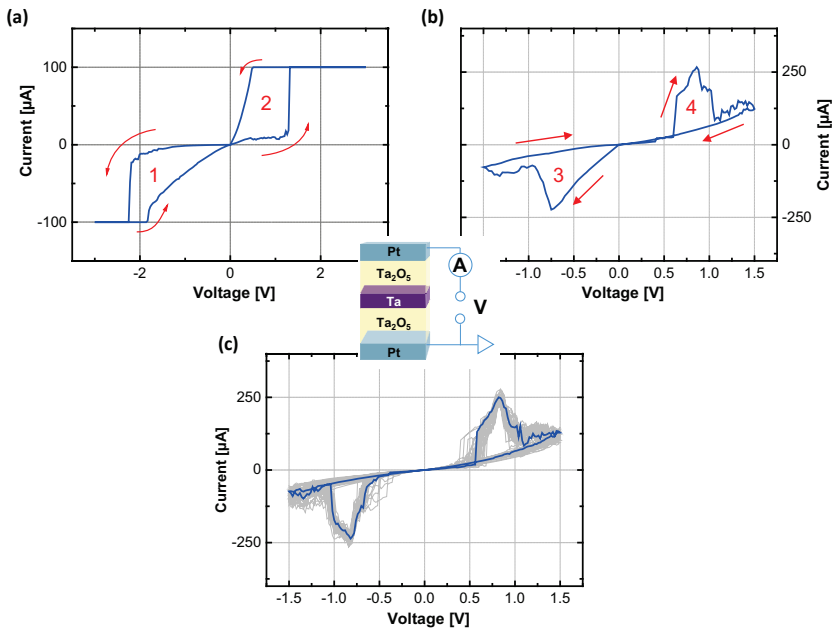 (a)
100
0
-100
Current [µA]
-2
0
2
Voltage [V]
1
2
(b)
250
0
-250
Current [µA]
-1.0
-0.5
0.0
0.5
1.0
1.5
Voltage [V]
3
4
Pt
Ta2O5
Ta
Ta2O5
Pt
A
V
(c)
250
0
-250
Current [µA]
-1.5
-1.0
-0.5
0.0
0.5
1.0
1.5
Voltage [V]